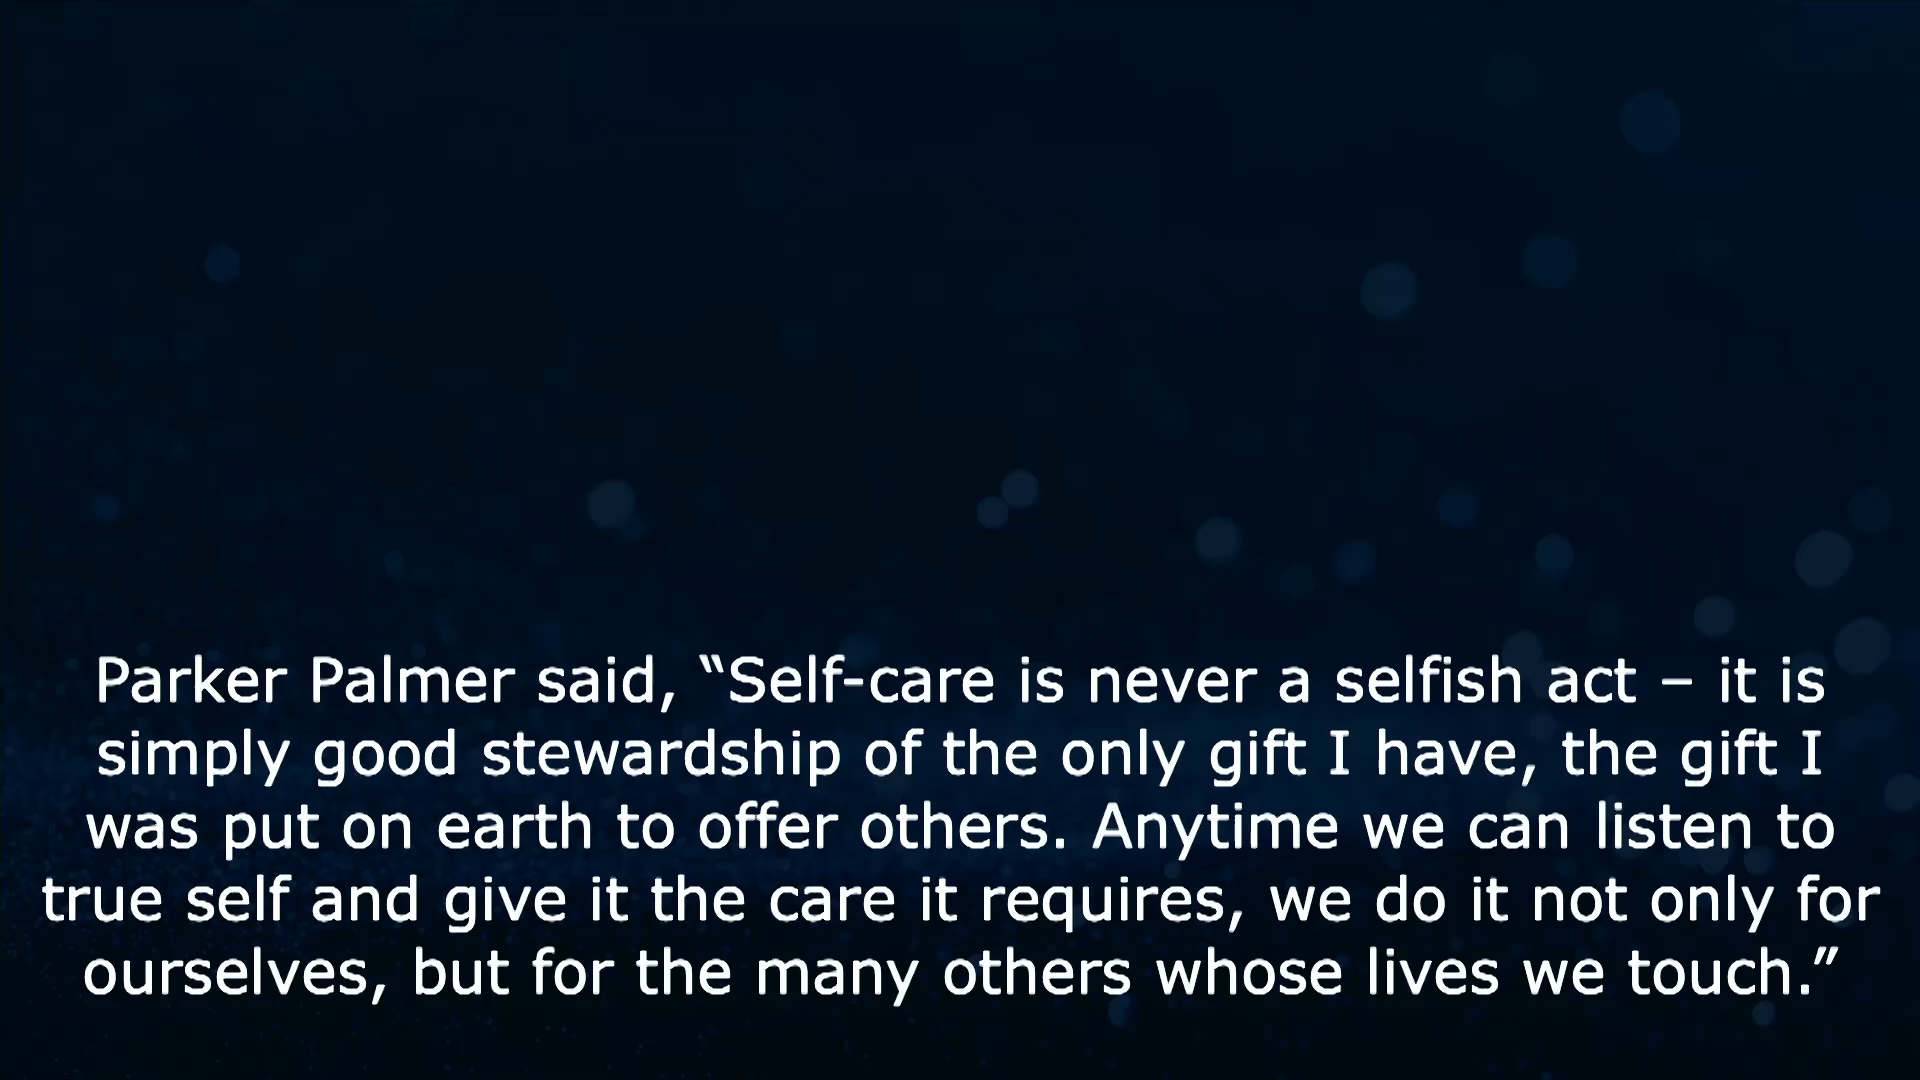 Parker Palmer said, “Self-care is never a selfish act – it is
simply good stewardship of the only gift I have, the gift I
was put on earth to offer others. Anytime we can listen to
true self and give it the care it requires, we do it not only for
ourselves, but for the many others whose lives we touch.”